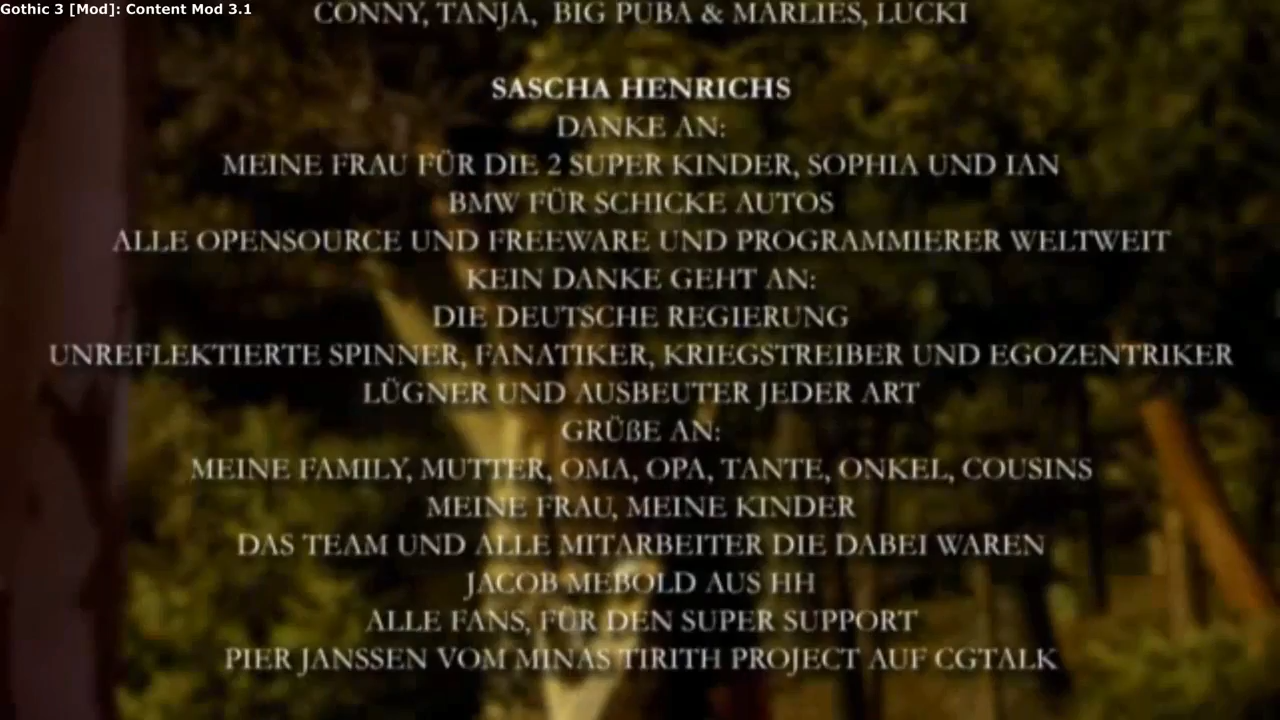 Gothic 3 [Mod]: Content Mod 3.1
CONNY, TANJA, BIG PUBA & MARLIES, LUCKI
SASCHA HENRICHS
DANKE AN:
MEINE FRAU FÜR DIE 2 SUPER KINDER, SOPHIA UND IAN
BMW FÜR SCHICKE AUTOS
ALLE OPENSOURCE UND FREEWARE UND PROGRAMMIERER WELTWEIT
KEIN DANKE GEHT AN:
DIE DEUTSCHE REGIERUNG
UNREFLEKTIERTE SPINNER, FANATIKER, KRIEGSTREIBER UND EGOZENTRIKER
LÜGNER UND AUSBEUTER JEDER ART
GRÜßE AN:
MEINE FAMILY, MUTTER, OMA, OPA, TANTE, ONKEL, COUSINS
MEINE FRAU, MEINE KINDER
DAS TEAM UND ALLE MITARBEITER DIE DABEI WAREN
JACOB MEBOLD AUS HH
ALLE FANS, FÜR DEN SUPER SUPPORT
PIER JANSSEN VOM MINAS TIRITH PROJECT AUF CGTALK